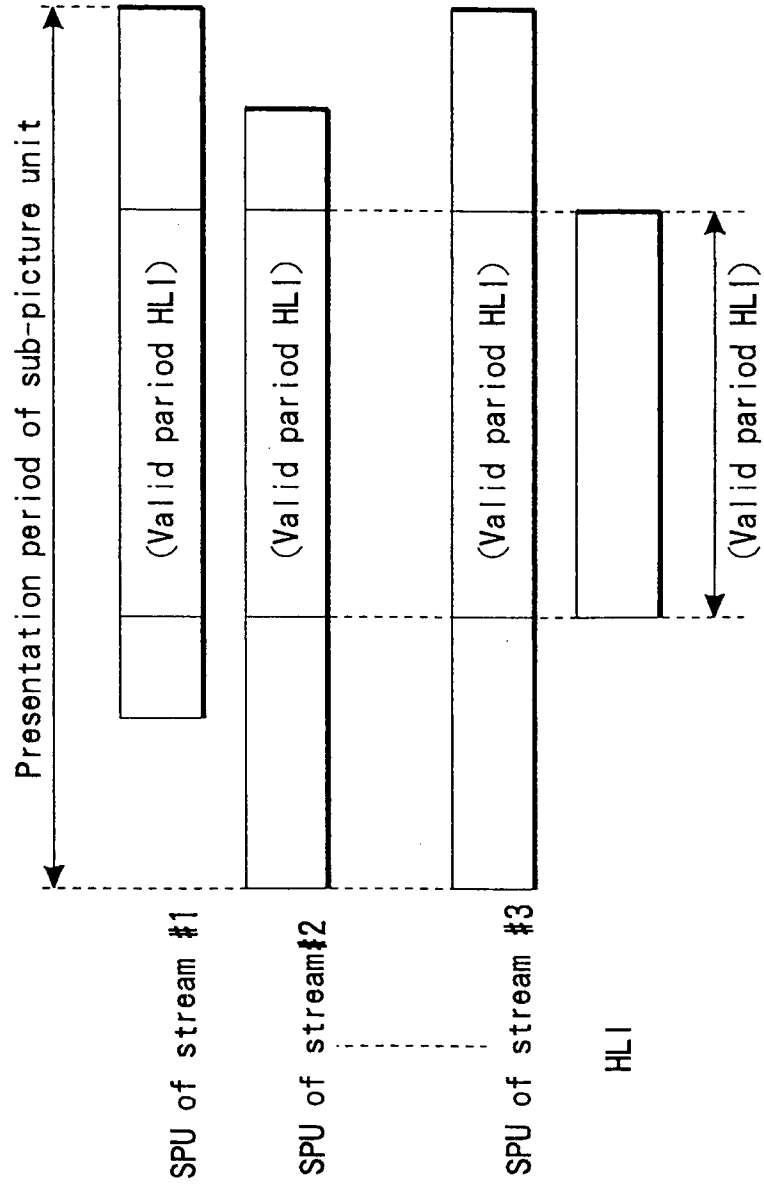 Presentation period of sub-picture unit
SPU of stream #1
(Valid pariod HLI)
SPU of stream#2
(Valid pariod HLI)
SPU of stream #3
(Valid pariod HLI)
HLI
(Valid pariod HLI)